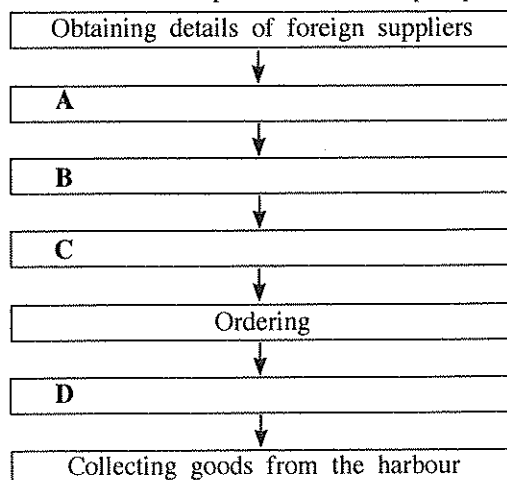 Obtaining details of foreign suppliers
A
B
C
Ordering
D
Collecting goods from the harbour